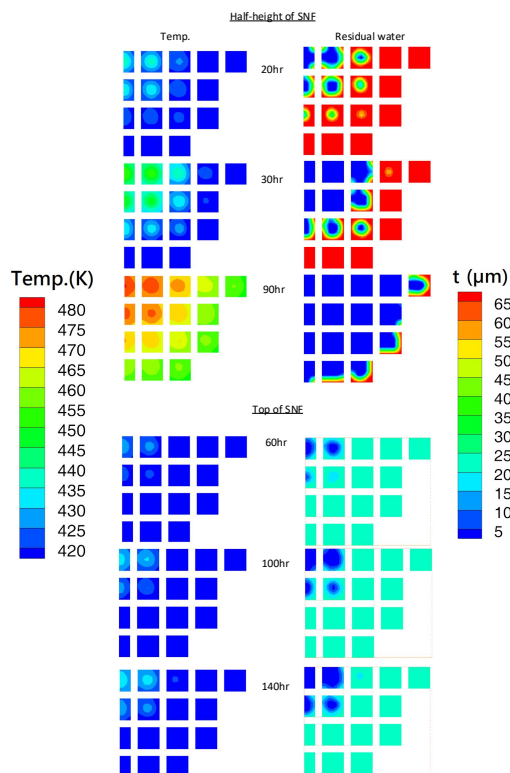 Half-height of SNF
Temp.
Residual water
20hr
30hr
90hr
Temp.(K)
480
475
470
465
460
455
450
445
440
435
430
425
420
t (μm)
65
60
55
50
45
40
35
30
25
20
15
10
5
Top of SNF
60hr
100hr
140hr